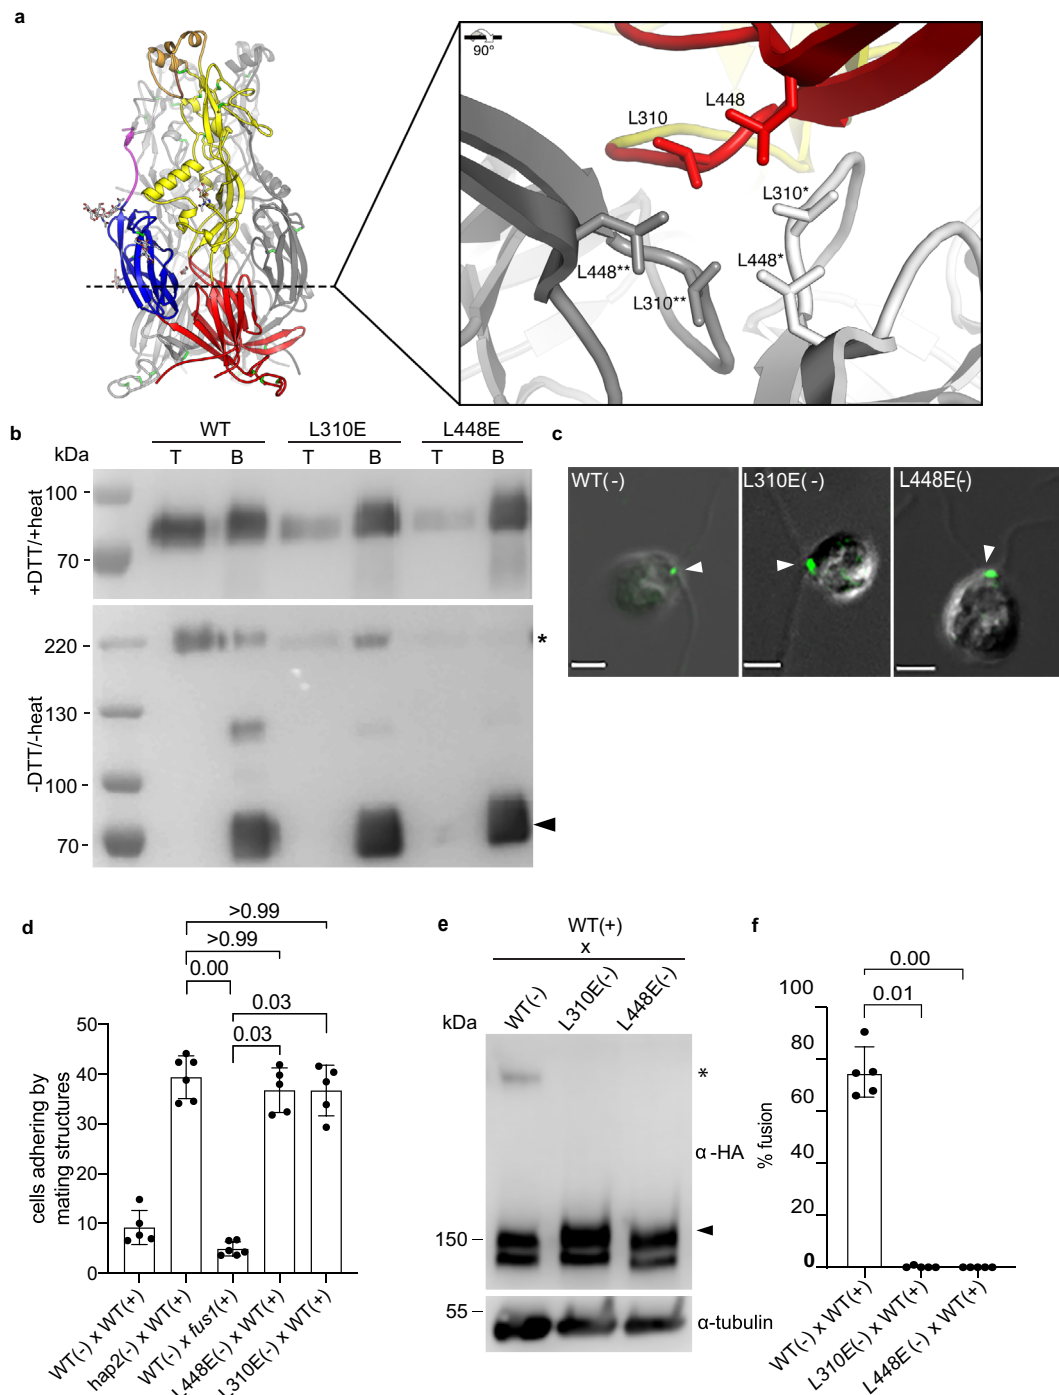 a
90°
L310
L448
L310*
L448*
L448**
L310**
b
WT
L310E
L448E
kDa
T
B
T
B
T
B
+DTT/+heat
100
70
-DTT/-heat
220
130
100
70
*
c
WT(-)
L310E(-)
L448E(-)
d
>0.99
>0.99
0.00
0.03
0.03
cells adhering by
mating structures
50
40
30
20
10
0
WT(-) x WT(+)
hap2(-) x WT(+)
WT(-) x fus1(+)
L448E(-) x WT(+)
L310E(-) x WT(+)
e
WT(+)
x
WT(-)
L310E(-)
L448E(-)
kDa
*
α-HA
150
55
α-tubulin
f
0.00
0.01
% fusion
100
80
60
40
20
0
WT(-) x WT(+)
L310E(-) x WT(+)
L448E(-) x WT(+)